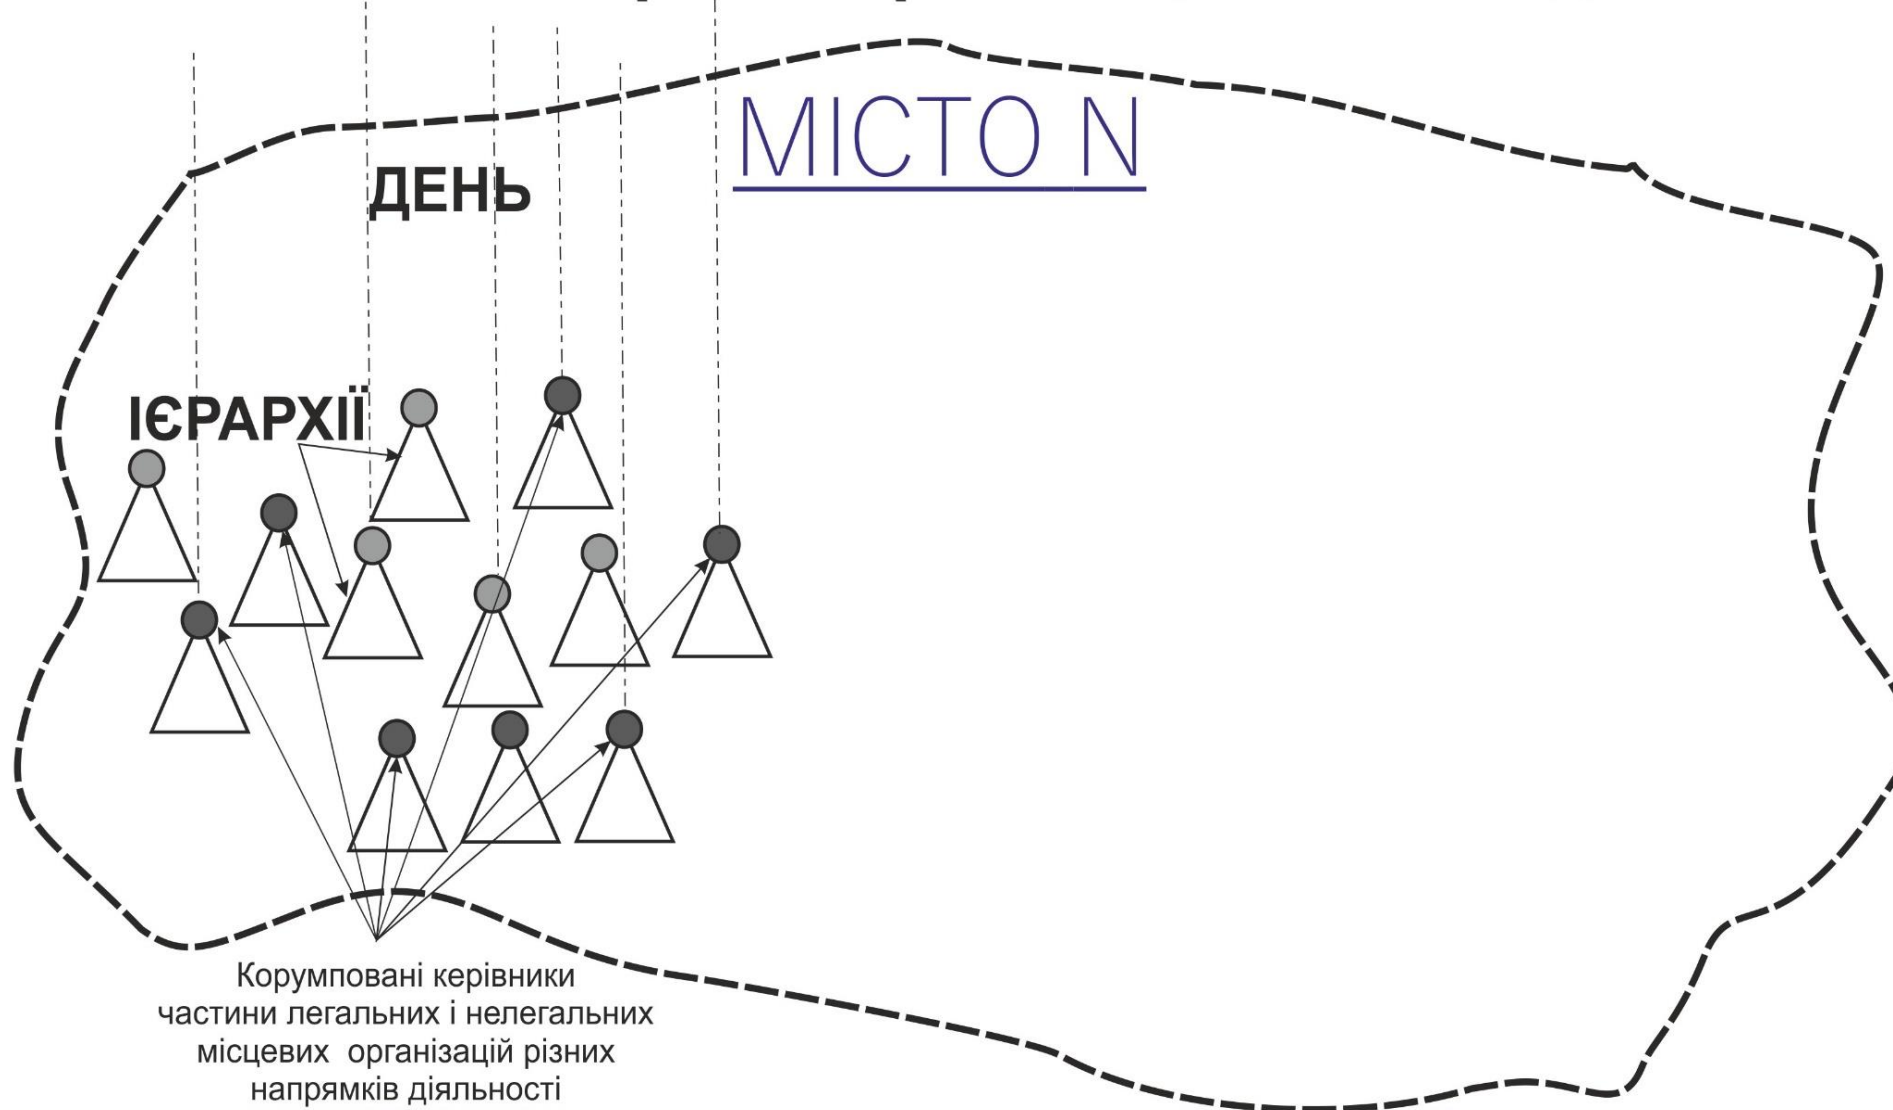 МІСТО N
ДЕНЬ
ІЄРАРХІЇ
Корумповані керівники
частини легальних і нелегальних
місцевих організацій різних
напрямків діяльності